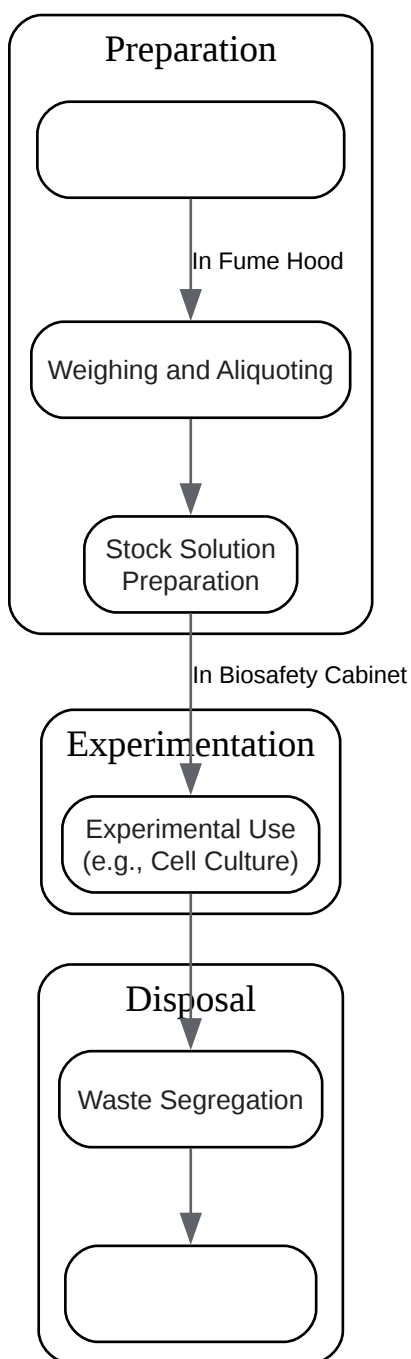 Preparation
In Fume Hood
Weighing and Aliquoting
Stock Solution
Preparation
In Biosafety Cabinet
Experimentation
Experimental Use
(e.g., Cell Culture)
Disposal
Waste Segregation